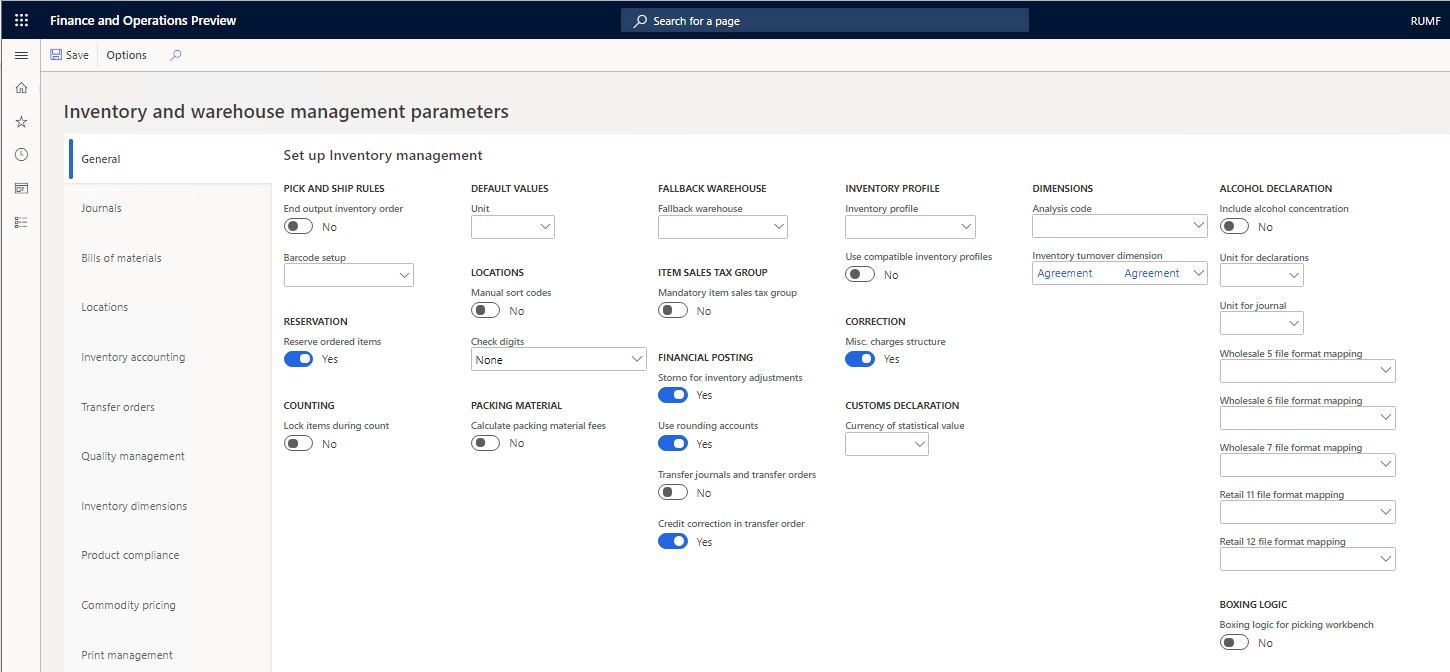 Finance and Operations Preview
Search for a page
RUMF
Save
Options
Inventory and warehouse management parameters
General
Journals
Bills of materials
Locations
Inventory accounting
Transfer orders
Quality management
Inventory dimensions
Product compliance
Commodity pricing
Print management
Set up Inventory management
PICK AND SHIP RULES
End output inventory order
No
Barcode setup
RESERVATION
Reserve ordered items
Yes
COUNTING
Lock items during count
No
DEFAULT VALUES
Unit
LOCATIONS
Manual sort codes
No
Check digits
None
PACKING MATERIAL
Calculate packing material fees
No
FALLBACK WAREHOUSE
Fallback warehouse
ITEM SALES TAX GROUP
Mandatory item sales tax group
No
FINANCIAL POSTING
Storno for inventory adjustments
Yes
Use rounding accounts
Yes
Transfer journals and transfer orders
No
Credit correction in transfer order
Yes
INVENTORY PROFILE
Inventory profile
Use compatible inventory profiles
No
CORRECTION
Misc. charges structure
Yes
CUSTOMS DECLARATION
Currency of statistical value
DIMENSIONS
Analysis code
Inventory turnover dimension
Agreement Agreement
ALCOHOL DECLARATION
Include alcohol concentration
No
Unit for declarations
Unit for journal
Wholesale 5 file format mapping
Wholesale 6 file format mapping
Wholesale 7 file format mapping
Retail 11 file format mapping
Retail 12 file format mapping
BOXING LOGIC
Boxing logic for picking workbench
No